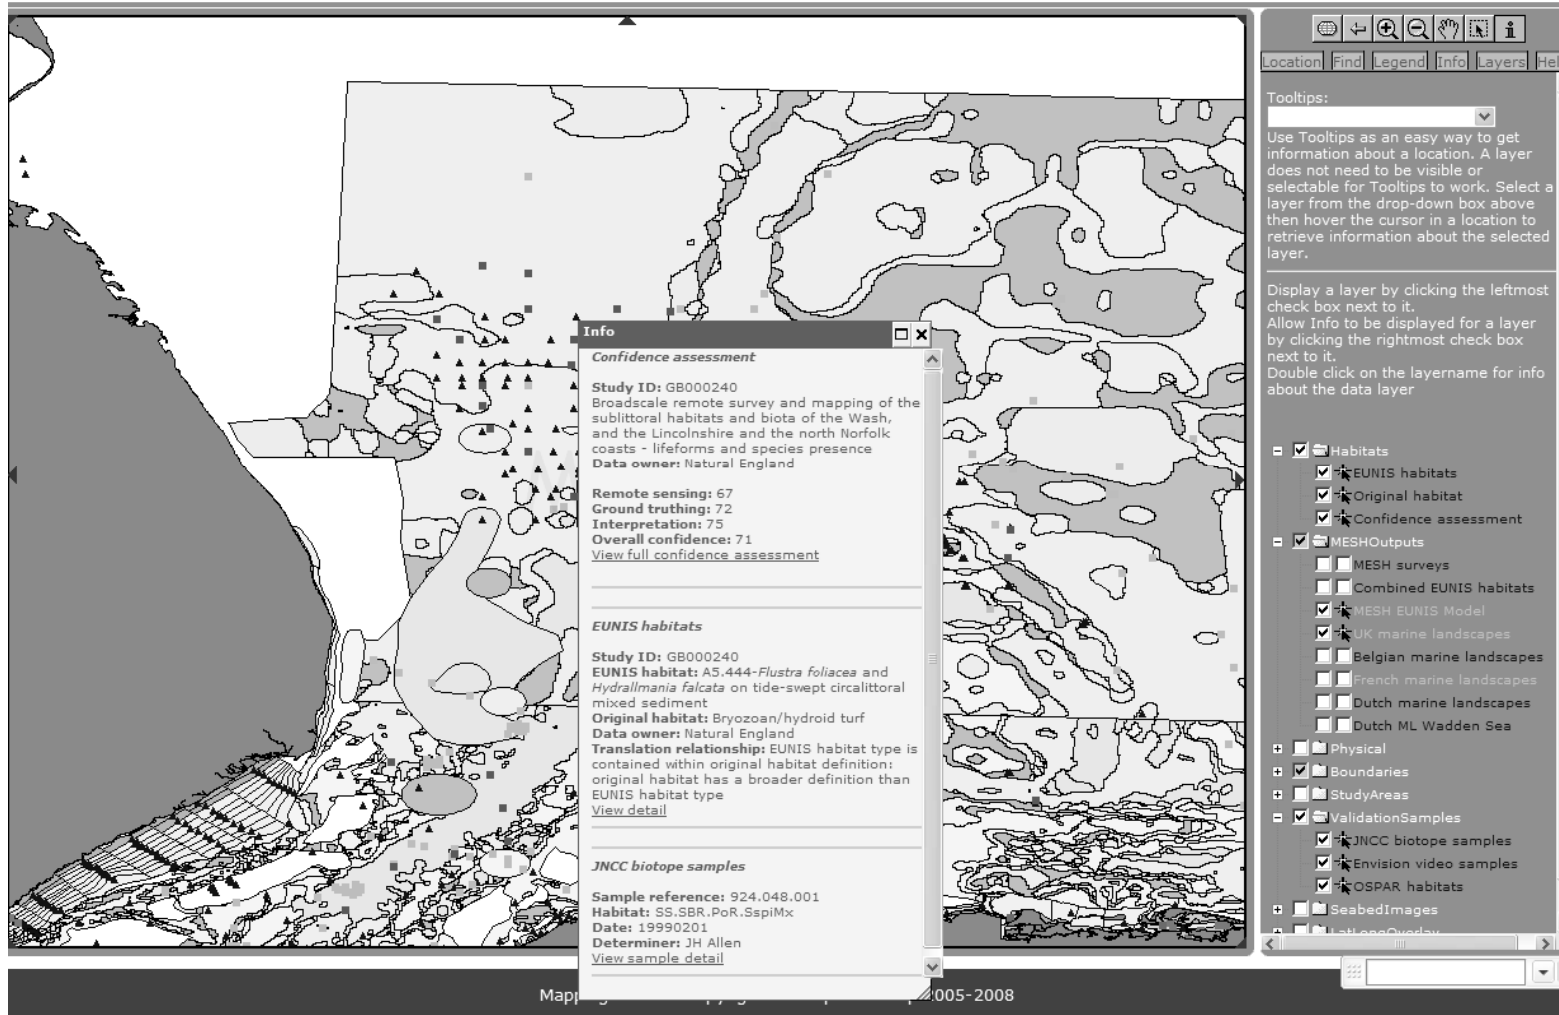 Location Find Legend Info Layers Hel
Tooltips:
Use Tooltips as an easy way to get
information about a location. A layer
does not need to be visible or
selectable for Tooltips to work. Select a
layer from the drop-down box above
then hover the cursor in a location to
retrieve information about the selected
layer.
Display a layer by clicking the leftmost
check box next to it.
Allow Info to be displayed for a layer
by clicking the rightmost check box
next to it.
Double click on the layername for info
about the data layer
Habitats
EUNIS habitats
Original habitat
Confidence assessment
MESHOutputs
MESH surveys
Combined EUNIS habitats
MESH EUNIS Model
UK marine landscapes
Belgian marine landscapes
French marine landscapes
Dutch marine landscapes
Dutch ML Wadden Sea
Physical
Boundaries
StudyAreas
ValidationSamples
JNCC biotope samples
Envision video samples
OSPAR habitats
SeabedImages
LatLongOverlay
Info
Confidence assessment
Study ID: GB000240
Broadscale remote survey and mapping of the
sublittoral habitats and biota of the Wash,
and the Lincolnshire and the north Norfolk
coasts - lifeforms and species presence
Data owner: Natural England
Remote sensing: 67
Ground truthing: 72
Interpretation: 75
Overall confidence: 71
View full confidence assessment
EUNIS habitats
Study ID: GB000240
EUNIS habitat: A5.444-Flustra foliacea and
Hydrallmania falcata on tide-swept circalittoral
mixed sediment
Original habitat: Bryozoan/hydroid turf
Data owner: Natural England
Translation relationship: EUNIS habitat type is
contained within original habitat definition:
original habitat has a broader definition than
EUNIS habitat type
View detail
JNCC biotope samples
Sample reference: 924.048.001
Habitat: SS.SBR.PoR.SspiMx
Date: 19990201
Determiner: JH Allen
View sample detail
Mapp 2005-2008